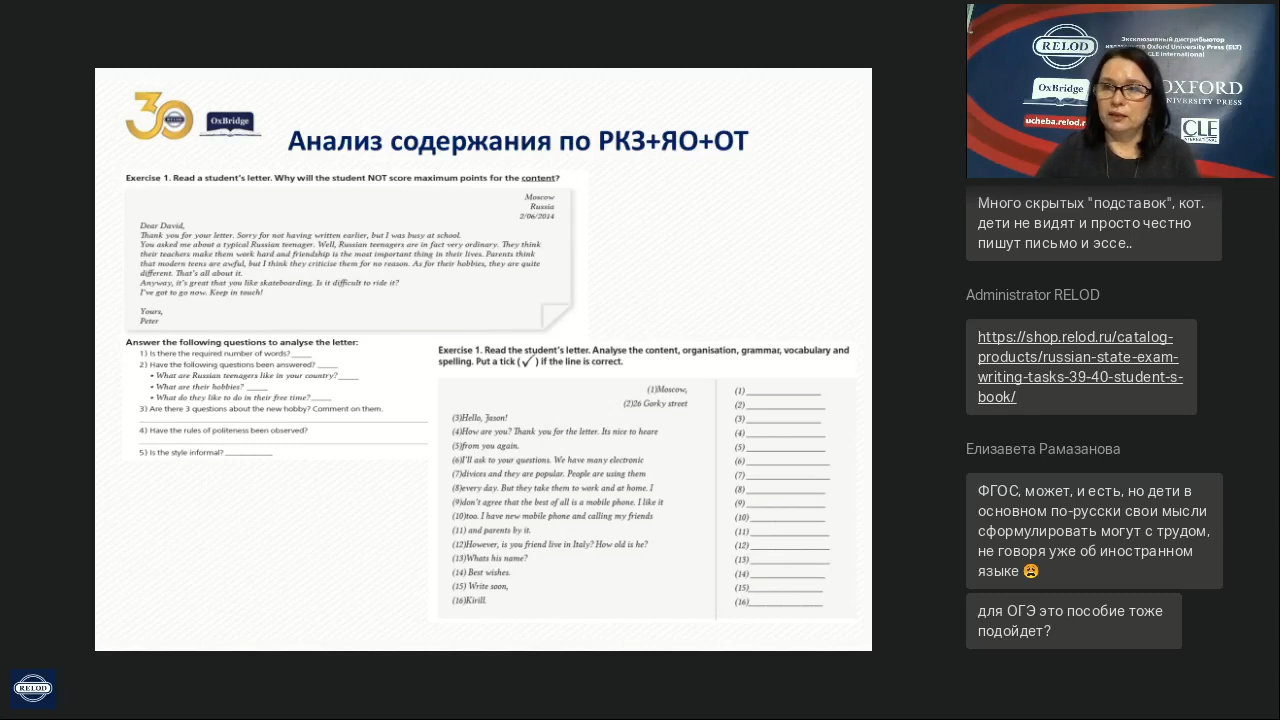 30
RELOD
OxBridge
Анализ содержания по РКЗ+ЯО+ОТ
Exercise 1. Read a student's letter. Why will the student NOT score maximum points for the content?
Moscow
Russia
2/06/2014
Dear David,
Thank you for your letter. Sorry for not having written earlier, but I was busy at school.
You asked me about a typical Russian teenager. Well, Russian teenagers are in fact very ordinary. They think
their teachers make them work hard and friendship is the most important thing in their lives. Parents think
that modern teens are awful, but I think they criticise them for no reason. As for their hobbies, they are quite
different. That's all about it.
Anyway, it's great that you like skateboarding. Is it difficult to ride it?
I've got to go now. Keep in touch!
Yours,
Peter
Answer the following questions to analyse the letter:
1) Is there the required number of words?_____
2) Have the following questions been answered? _____
• What are Russian teenagers like in your country?_____
• What are their hobbies? _____
• What do they like to do in their free time?_____
3) Are there 3 questions about the new hobby? Comment on them.
4) Have the rules of politeness been observed?
5) Is the style informal?____________
Exercise 1. Read the student's letter. Analyse the content, organisation, grammar, vocabulary and
spelling. Put a tick (✓) if the line is correct.
(1)Moscow,
(2)26 Gorky street
(3)Hello, Jason!
(4)How are you? Thank you for the letter. Its nice to heare
(5)from you again.
(6)I'll ask to your questions. We have many electronic
(7)divices and they are popular. People are using them
(8)every day. But they take them to work and at home. I
(9)don't agree that the best of all is a mobile phone. I like it
(10)too. I have new mobile phone and calling my friends
(11) and parents by it.
(12)However, is you friend live in Italy? How old is he?
(13)Whats his name?
(14) Best wishes.
(15) Write soon,
(16)Kirill.
(1)
(2)
(3)
(4)
(5)
(6)
(7)
(8)
(9)
(10)
(11)
(12)
(13)
(14)
(15)
(16)
RELOD
Эксклюзивный дистрибьютор
Oxford University Press (ELT)
CLE International
OxBridge
OXFORD
UNIVERSITY PRESS
ucheba.relod.r
CLE
INTERNATIONAL
Много скрытых "подставок", кот.
дети не видят и просто честно
пишут письмо и эссе..
Administrator RELOD
https://shop.relod.ru/catalog-
products/russian-state-exam-
writing-tasks-39-40-student-s-
book/
Елизавета Рамазанова
ФГОС, может, и есть, но дети в
основном по-русски свои мысли
сформулировать могут с трудом,
не говоря уже об иностранном
языке 😩
для ОГЭ это пособие тоже
подойдет?
RELOD